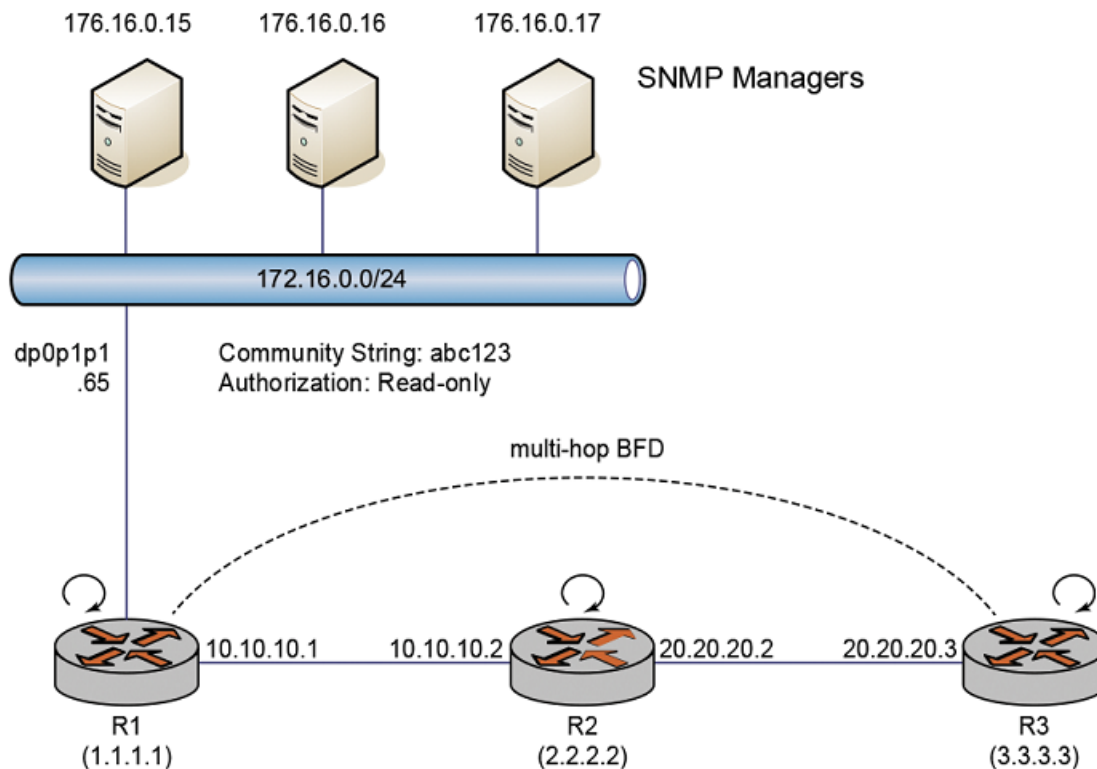 176.16.0.15
176.16.0.16
176.16.0.17
SNMP Managers
172.16.0.0/24
dp0p1p1
.65
Community String: abc123
Authorization: Read-only
multi-hop BFD
10.10.10.1
10.10.10.2
20.20.20.2
20.20.20.3
R1
(1.1.1.1)
R2
(2.2.2.2)
R3
(3.3.3.3)